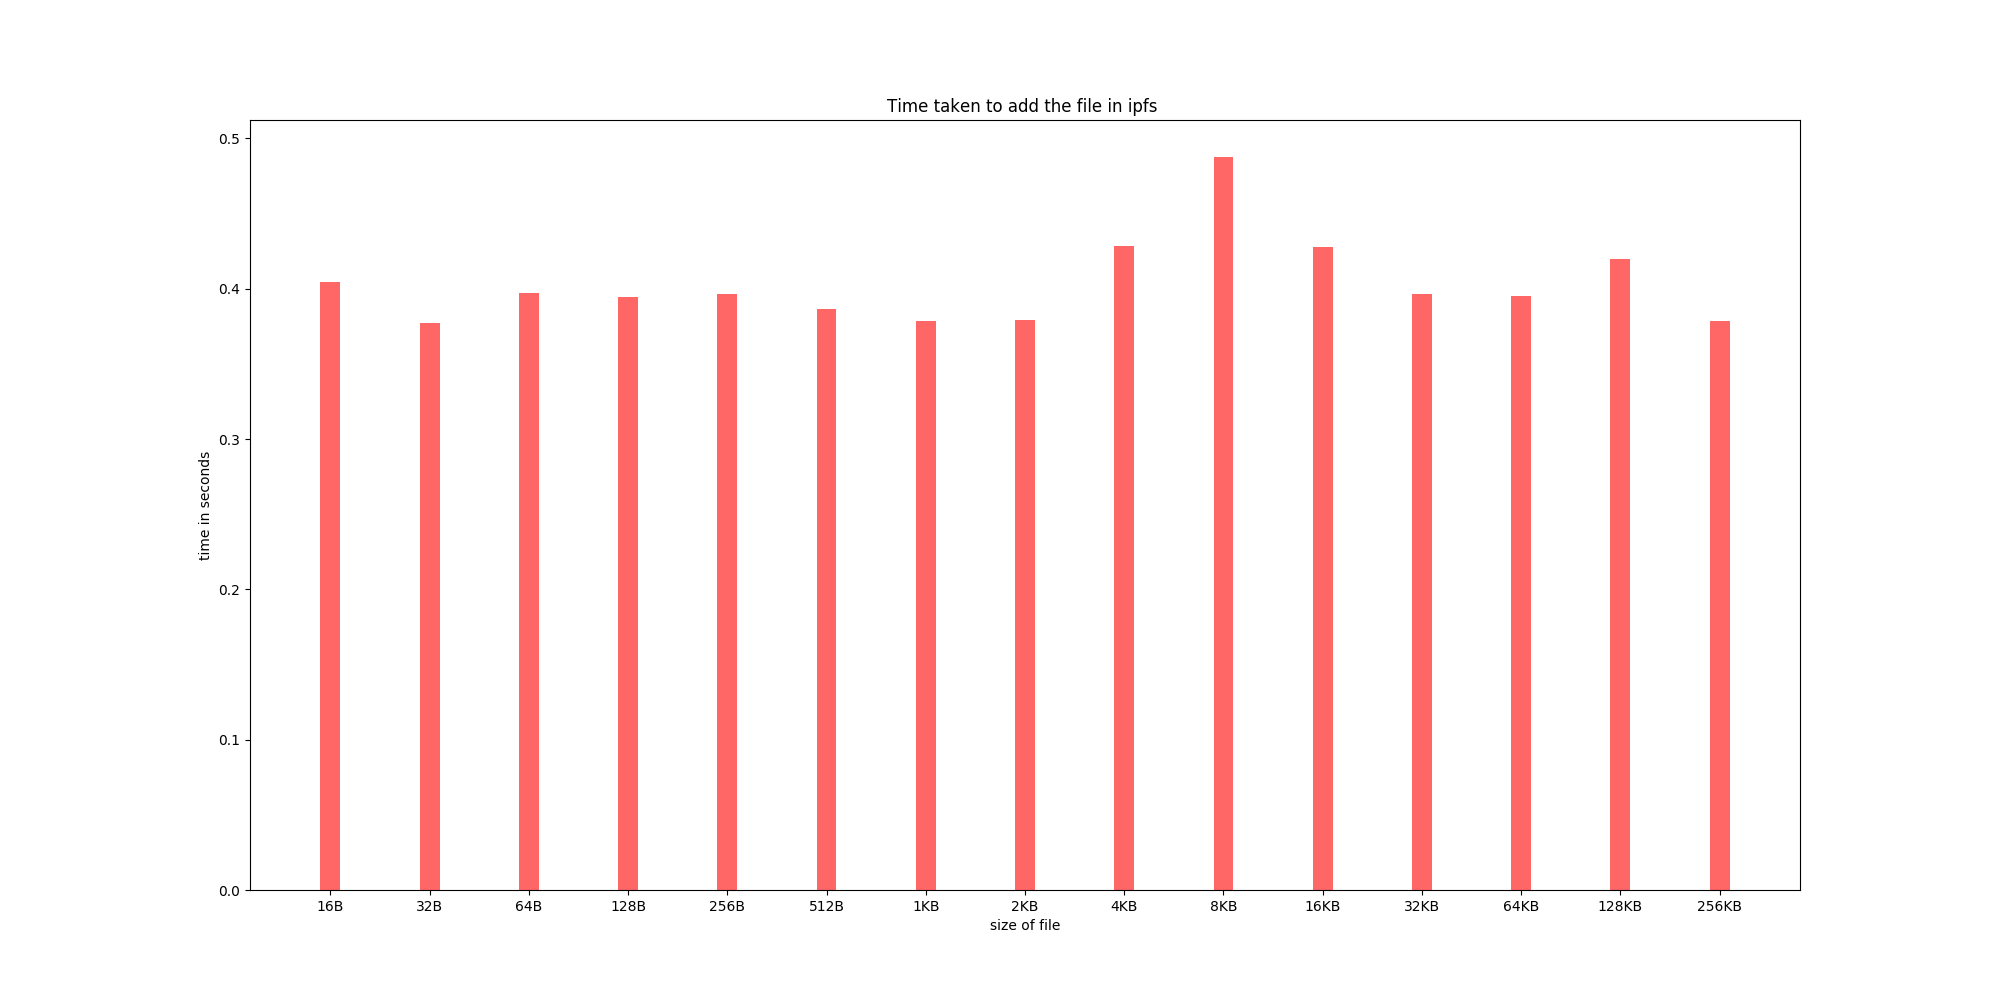 Time taken to add the file in ipfs
0.5
0.4
0.3
0.2
0.1
0.0
time in seconds
16B 32B 64B 128B 256B 512B 1KB 2KB 4KB 8KB 16KB 32KB 64KB 128KB 256KB
size of file